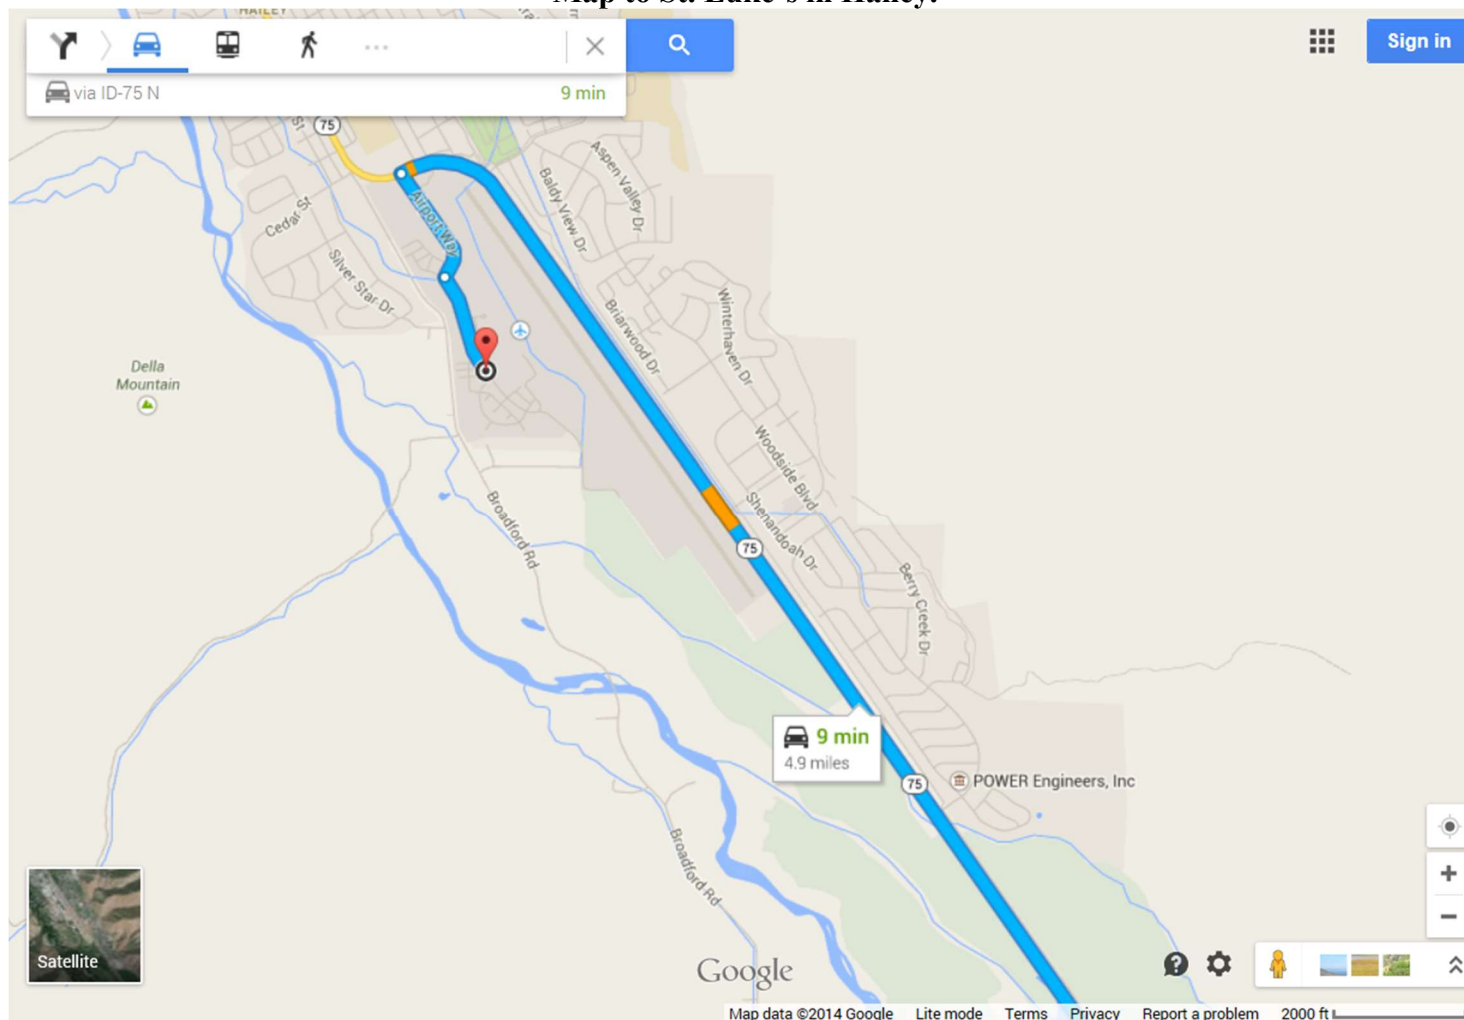 Map to St. Luke's in Hailey:
HAILEY
Sign in
via ID-75 N
9 min
St
75
Airport Way
Cedar St
Silver Star Dr
Baldy View Dr
Aspen Valley Dr
Briarwood Dr
Winterhaven Dr
Della
Mountain
Woodside Blvd
Shenandoah Dr
Broadford Rd
75
Berry Creek Dr
9 min
4.9 miles
75
POWER Engineers, Inc
Broadford Rd
Satellite
Google
Map data ©2014 Google
Lite mode
Terms
Privacy
Report a problem
2000 ft